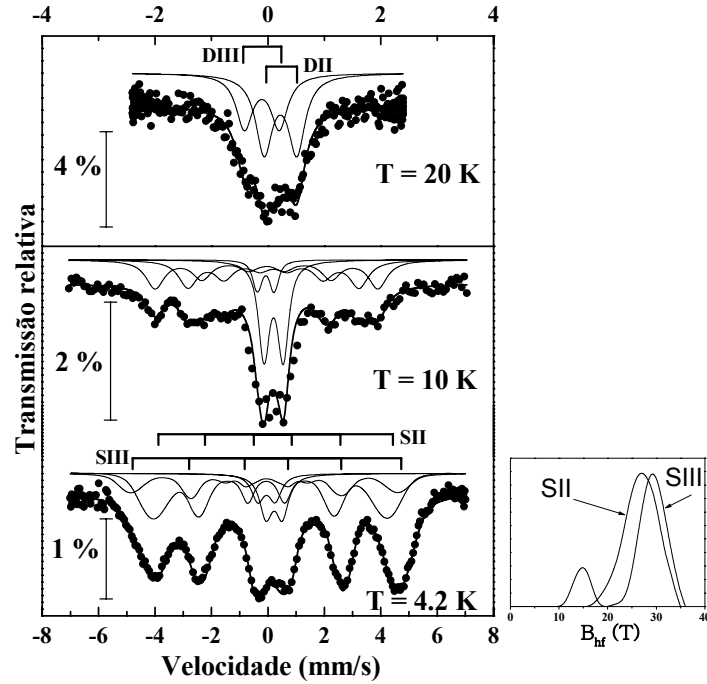 -4 -2 0 2 4
DIII
DII
4 %
T = 20 K
Transmissão relativa
2 %
T = 10 K
SII
SIII
1 %
T = 4.2 K
-8 -6 -4 -2 0 2 4 6 8
Velocidade (mm/s)
SII
SIII
0 10 20 30 40
B_hf (T)